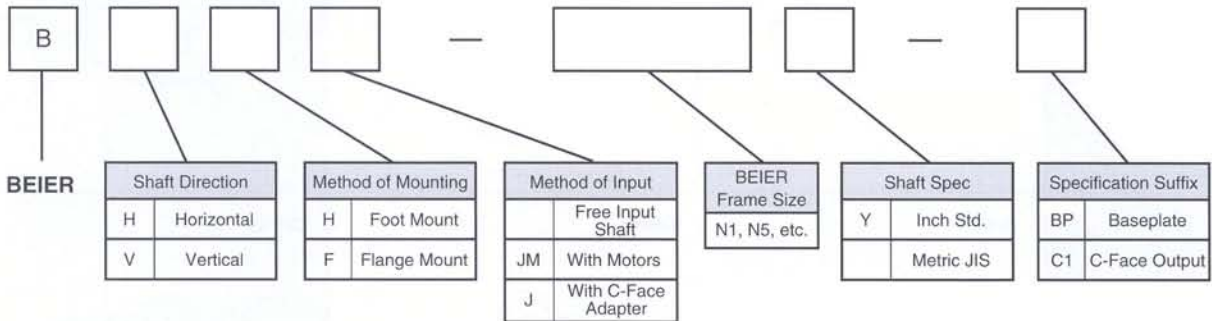 B — —
BEIER
Shaft Direction
H Horizontal
V Vertical
Method of Mounting
H Foot Mount
F Flange Mount
Method of Input
Free Input
Shaft
JM With Motors
J With C-Face
Adapter
BEIER
Frame Size
N1, N5, etc.
Shaft Spec
Y Inch Std.
Metric JIS
Specification Suffix
BP Baseplate
C1 C-Face Output